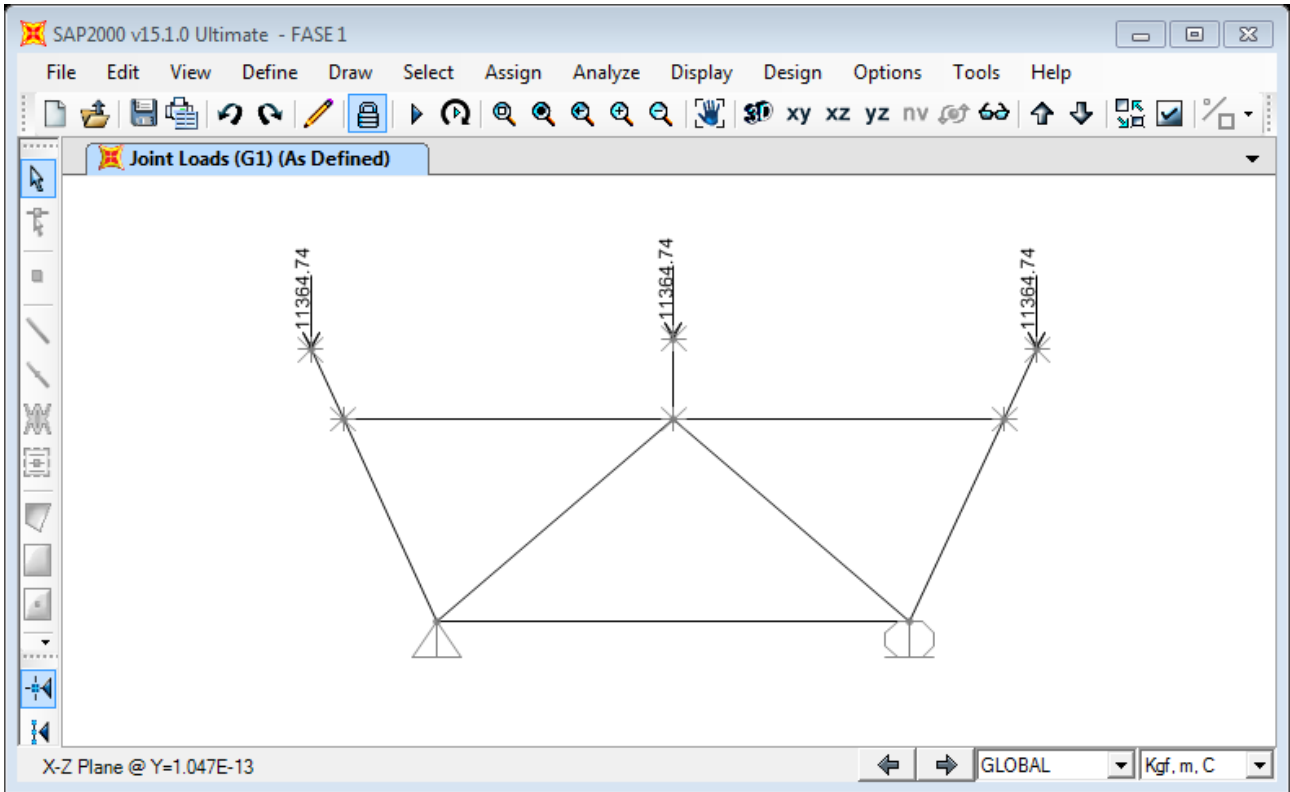 SAP2000 v15.1.0 Ultimate - FASE 1
File Edit View Define Draw Select Assign Analyze Display Design Options Tools Help
3D xy xz yz nv
Joint Loads (G1) (As Defined)
11364.74
11364.74
11364.74
X-Z Plane @ Y=1.047E-13
GLOBAL
Kgf, m, C